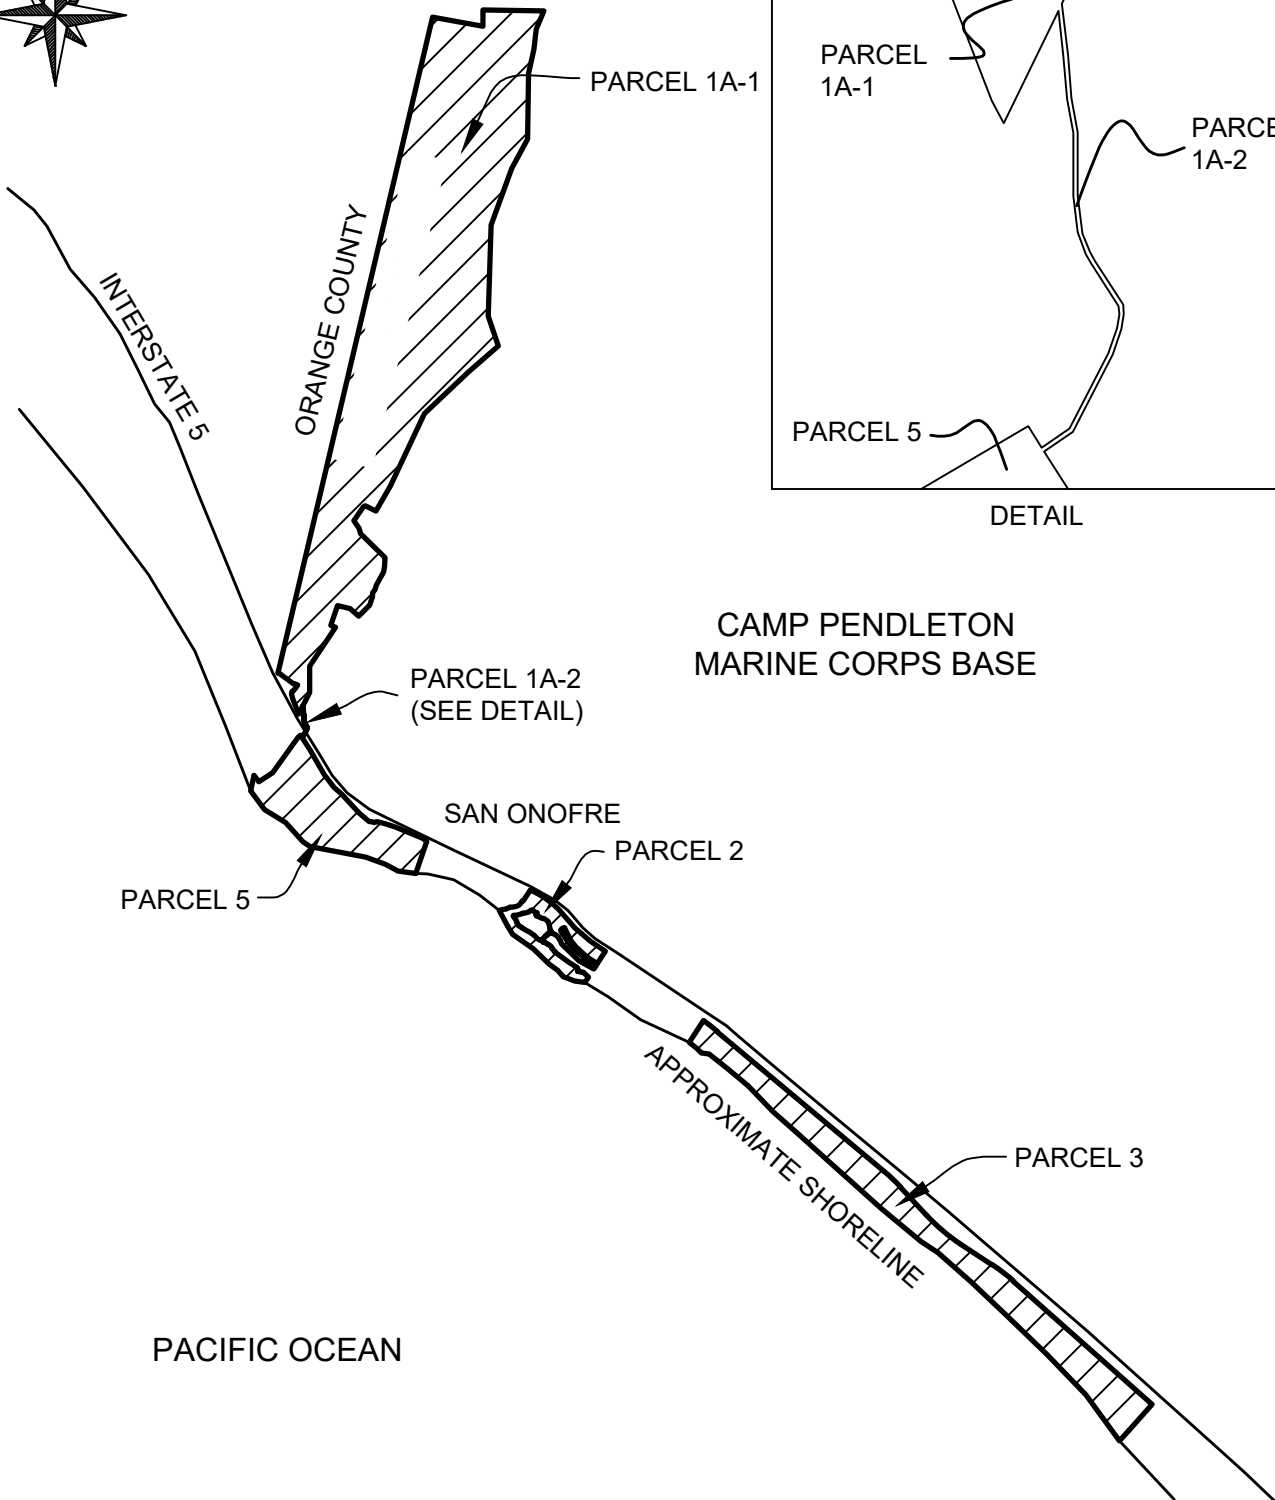 PARCEL
1A-1
PARCEL 1A-1
PARCE
1A-2
ORANGE COUNTY
INTERSTATE 5
PARCEL 5
DETAIL
CAMP PENDLETON
MARINE CORPS BASE
PARCEL 1A-2
(SEE DETAIL)
SAN ONOFRE
PARCEL 2
PARCEL 5
APPROXIMATE SHORELINE
PARCEL 3
PACIFIC OCEAN